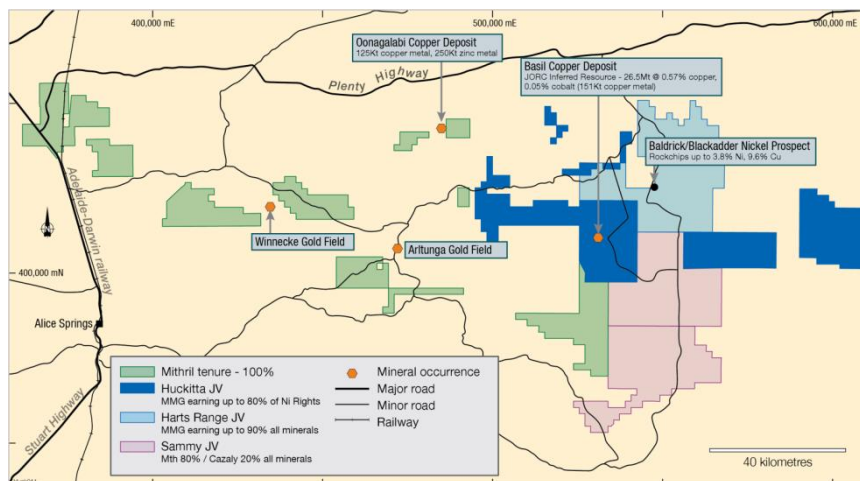 400,000 mE
500,000 mE
600,000 mE
Oonagalabi Copper Deposit
125Kt copper metal, 250Kt zinc metal
Plenty Highway
Basil Copper Deposit
JORC Inferred Resource - 26.5Mt @ 0.57% copper,
0.05% cobalt (151Kt copper metal)
Baldrick/Blackadder Nickel Prospect
Rockchips up to 3.8% Ni, 9.6% Cu
Adelaide-Darwin railway
Winnecke Gold Field
Arltunga Gold Field
400,000 mN
Alice Springs
Stuart Highway
Mithril tenure - 100%
Huckitta JV
MMG earning up to 80% of Ni Rights
Harts Range JV
MMG earning up to 90% all minerals
Sammy JV
Mth 80% / Cazaly 20% all minerals
Mineral occurrence
Major road
Minor road
Railway
40 kilometres